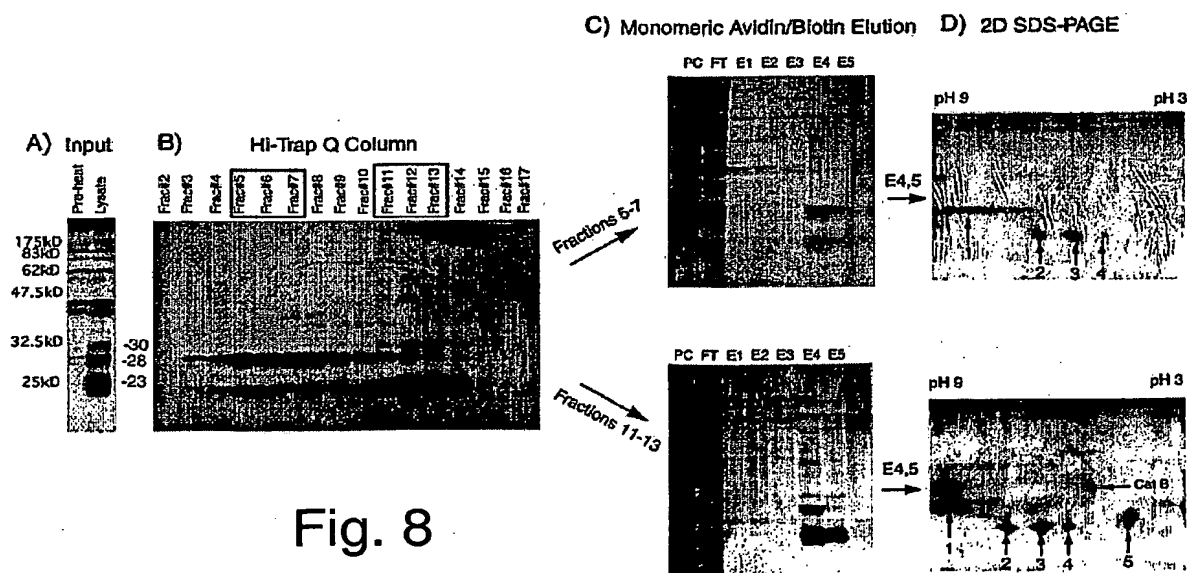 C) Monomeric Avidin/Biotin Elution
D) 2D SDS-PAGE
PC FT E1 E2 E3 E4 E5
pH 9
pH 3
A) Input
B) Hi-Trap Q Column
Pre-heat
Lysate
Frac#2
Frac#3
Frac#4
Frac#5
Frac#6
Frac#7
Frac#8
Frac#9
Frac#10
Frac#11
Frac#12
Frac#13
Frac#14
Frac#15
Frac#16
Frac#17
175kD
83kD
62kD
47.5kD
32.5kD
25kD
-30
-28
-23
Fractions 5-7
E4,5
2
3
4
Fractions 11-13
PC FT E1 E2 E3 E4 E5
pH 9
pH 3
E4,5
Cat B
1
2
3
4
5
Fig. 8